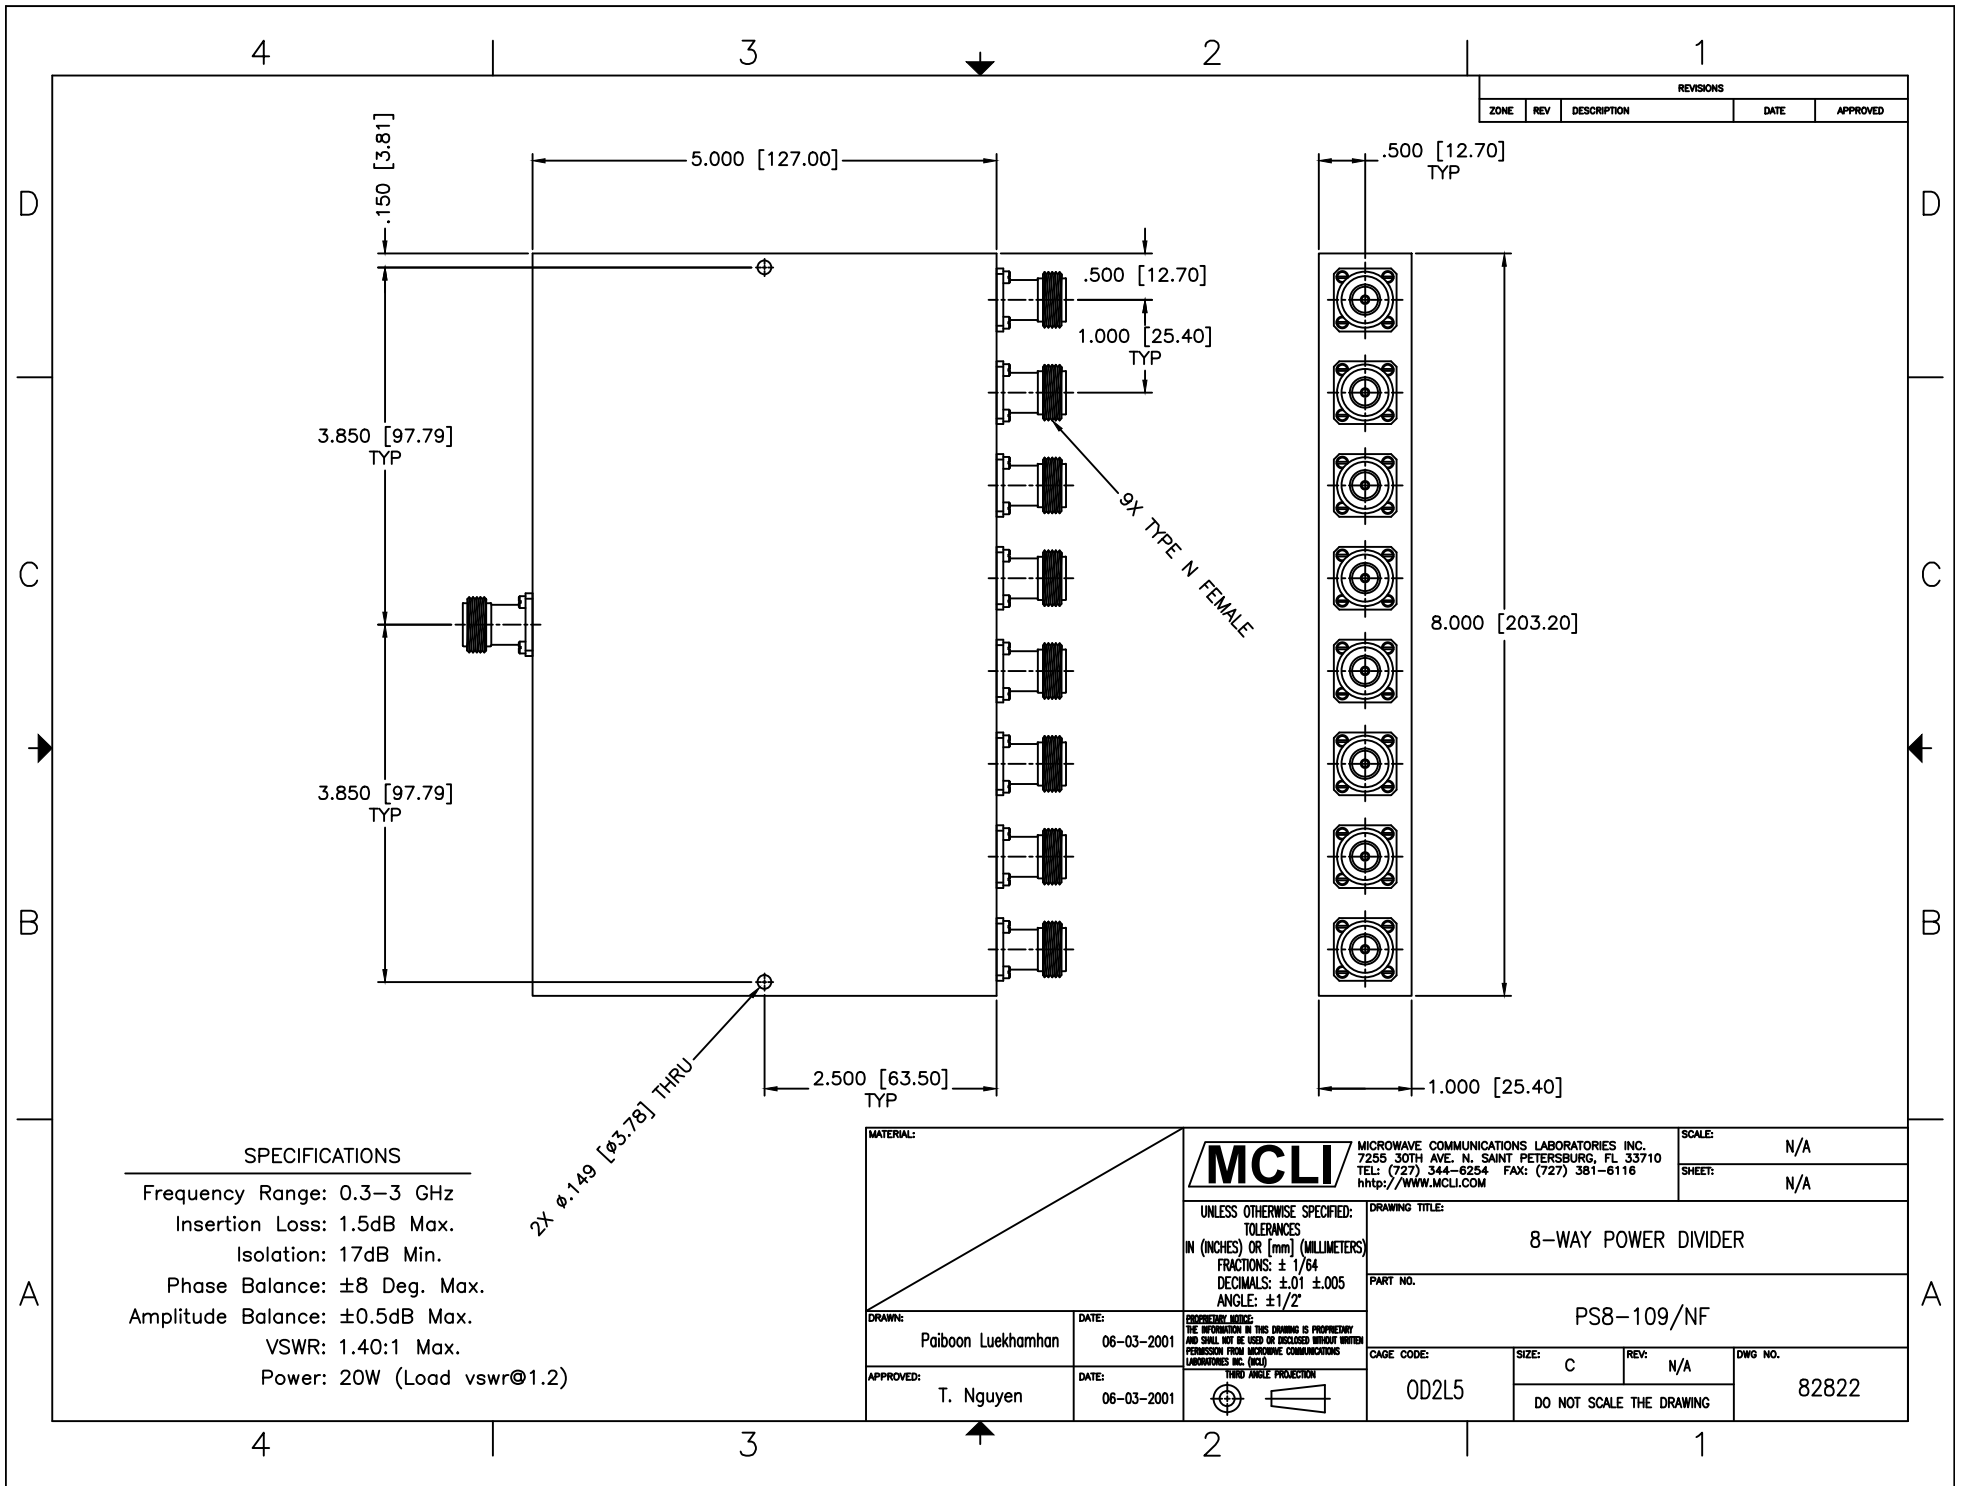 4
3
2
1
REVISIONS
ZONE REV DESCRIPTION DATE APPROVED
D
D
.150 [3.81]
5.000 [127.00]
.500 [12.70]
TYP
.500 [12.70]
1.000 [25.40]
TYP
3.850 [97.79]
TYP
9X TYPE N FEMALE
C
C
8.000 [203.20]
3.850 [97.79]
TYP
B
B
2X ø.149 [ø3.78] THRU
2.500 [63.50]
TYP
1.000 [25.40]
SPECIFICATIONS
Frequency Range: 0.3-3 GHz
Insertion Loss: 1.5dB Max.
Isolation: 17dB Min.
Phase Balance: ±8 Deg. Max.
Amplitude Balance: ±0.5dB Max.
VSWR: 1.40:1 Max.
Power: 20W (Load vswr@1.2)
A
A
MATERIAL:
MCLI
MICROWAVE COMMUNICATIONS LABORATORIES INC.
7255 30TH AVE. N. SAINT PETERSBURG, FL 33710
TEL: (727) 344-6254 FAX: (727) 381-6116
hhtp://WWW.MCLI.COM
SCALE: N/A
SHEET: N/A
UNLESS OTHERWISE SPECIFIED:
TOLERANCES
IN (INCHES) OR [mm] (MILLIMETERS)
FRACTIONS: ± 1/64
DECIMALS: ±.01 ±.005
ANGLE: ±1/2°
DRAWING TITLE:
8-WAY POWER DIVIDER
PART NO.
PS8-109/NF
DRAWN:
Paiboon Luekhamhan
DATE:
06-03-2001
PROPRIETARY NOTICE:
THE INFORMATION IN THIS DRAWING IS PROPRIETARY
AND SHALL NOT BE USED OR DISCLOSED WITHOUT WRITTEN
PERMISSION FROM MICROWAVE COMMUNICATIONS
LABORATORIES INC. (MCLI)
APPROVED:
T. Nguyen
DATE:
06-03-2001
THIRD ANGLE PROJECTION
CAGE CODE:
0D2L5
SIZE:
C
REV:
N/A
DO NOT SCALE THE DRAWING
DWG NO.
82822
4
3
2
1